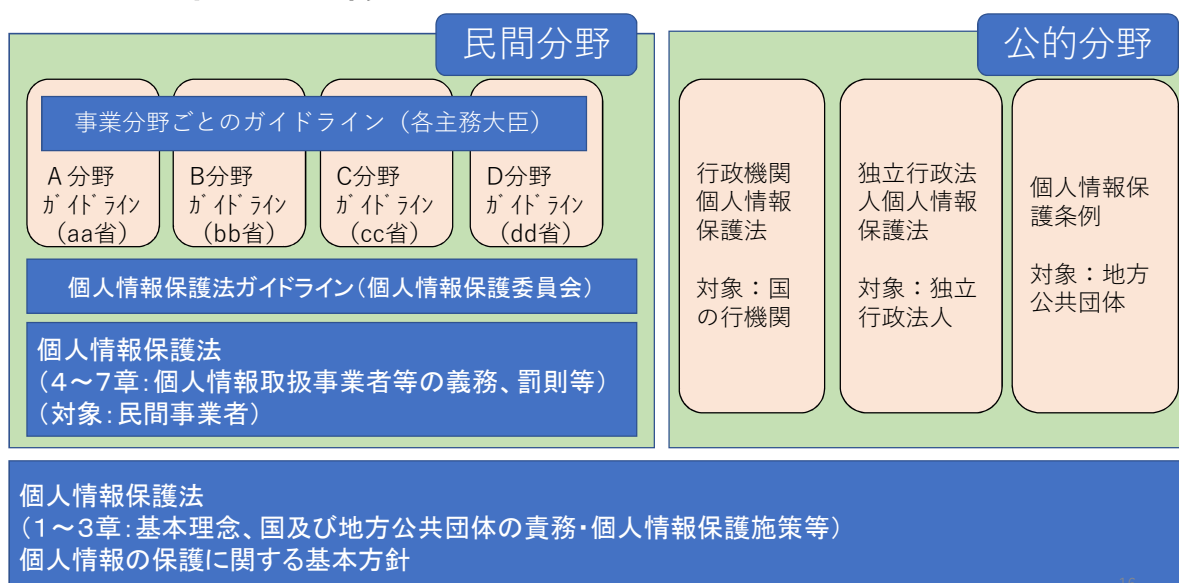 民間分野
事業分野ごとのガイドライン（各主務大臣）
A分野
ｶﾞｲﾄﾞﾗｲﾝ
（aa省）
B分野
ｶﾞｲﾄﾞﾗｲﾝ
（bb省）
C分野
ｶﾞｲﾄﾞﾗｲﾝ
（cc省）
D分野
ｶﾞｲﾄﾞﾗｲﾝ
（dd省）
個人情報保護法ガイドライン（個人情報保護委員会）
個人情報保護法
（４～７章：個人情報取扱事業者等の義務、罰則等）
（対象：民間事業者）
公的分野
行政機関
個人情報
保護法
対象：国
の行機関
独立行政法
人個人情報
保護法
対象：独立
行政法人
個人情報保
護条例
対象：地方
公共団体
個人情報保護法
（１～３章：基本理念、国及び地方公共団体の責務・個人情報保護施策等）
個人情報の保護に関する基本方針